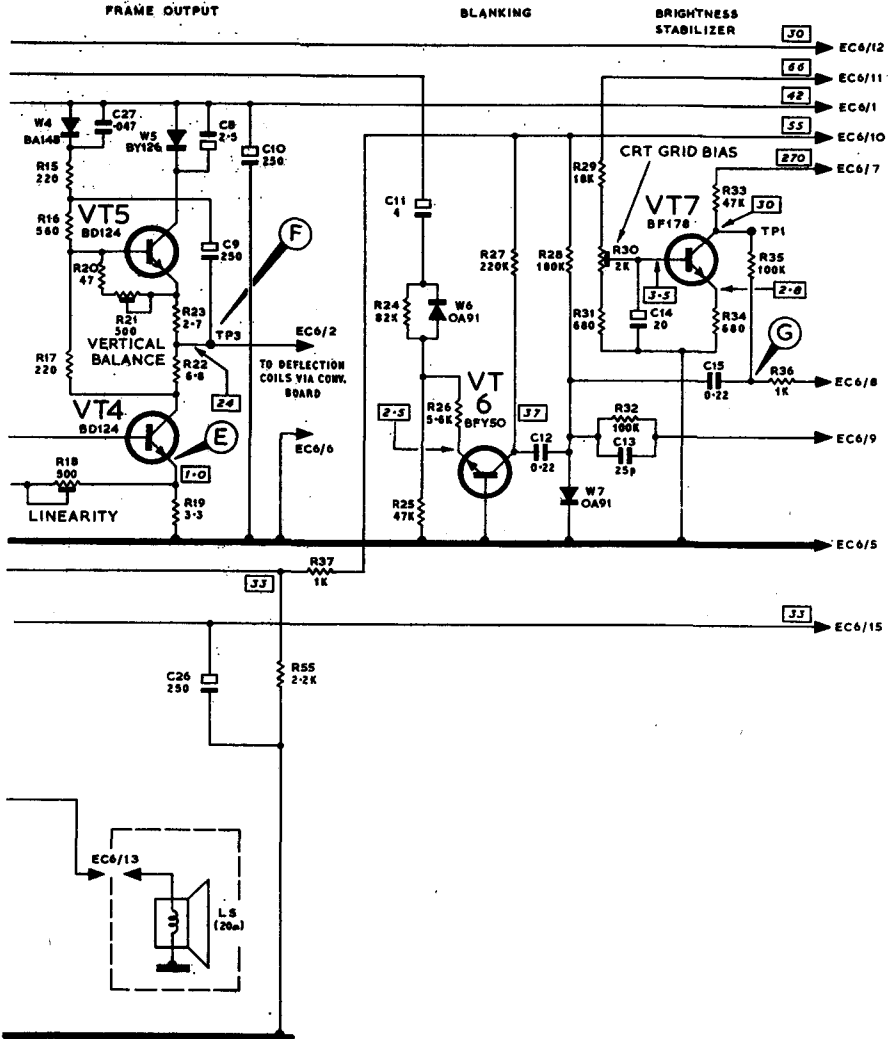 FRAME OUTPUT
BLANKING
BRIGHTNESS
STABILIZER
30
EC6/12
66
EC6/11
42
EC6/1
55
EC6/10
270
EC6/7
W4
BA148
C27
·047
W5
BY126
C8
2·5
C10
250
R15
220
R16
560
VT5
BD124
C9
250
F
R20
47
R21
500
R23
2·7
TP3
EC6/2
VERTICAL
BALANCE
R17
220
R22
6·8
24
TO DEFLECTION
COILS VIA CONV.
BOARD
VT4
BD124
E
1·0
EC6/6
R18
500
LINEARITY
R19
3·3
C11
4
R24
82K
W6
OA91
R27
220K
R28
180K
R29
18K
CRT GRID BIAS
VT7
BF178
R33
47K
30
TP1
R30
2K
3·5
R35
100K
2·8
R31
680
C14
20
R34
680
G
C15
0·22
R36
1K
EC6/8
2·5
R26
5·6K
VT
6
BFY50
37
C12
0·22
R32
100K
C13
25p
EC6/9
R25
47K
W7
OA91
EC6/5
R37
1K
33
33
EC6/15
C26
250
R55
2·2K
EC6/13
LS
(20Ω)